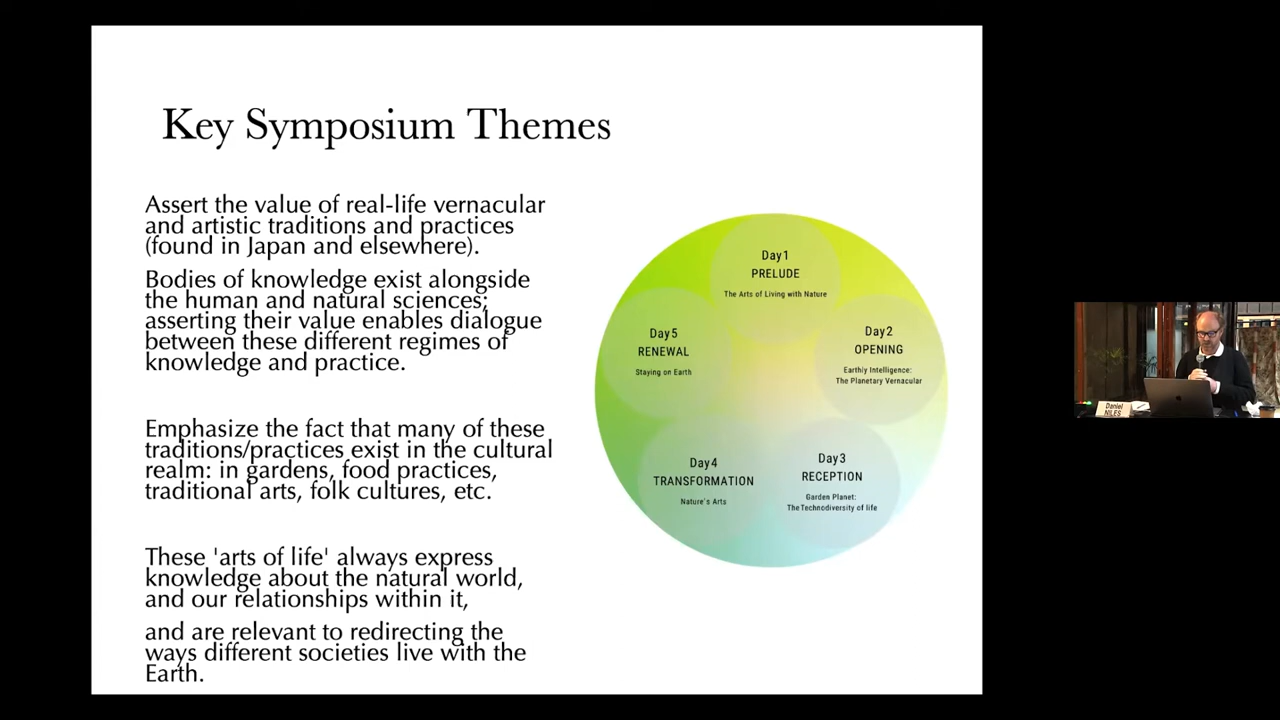 Key Symposium Themes
Assert the value of real-life vernacular
and artistic traditions and practices
(found in Japan and elsewhere).
Bodies of knowledge exist alongside
the human and natural sciences;
asserting their value enables dialogue
between these different regimes of
knowledge and practice.
Emphasize the fact that many of these
traditions/practices exist in the cultural
realm: in gardens, food practices,
traditional arts, folk cultures, etc.
These 'arts of life' always express
knowledge about the natural world,
and our relationships within it,
and are relevant to redirecting the
ways different societies live with the
Earth.
Day1
PRELUDE
The Arts of Living with Nature
Day2
OPENING
Earthly Intelligence:
The Planetary Vernacular
Day3
RECEPTION
Garden Planet:
The Technodiversity of life
Day4
TRANSFORMATION
Nature's Arts
Day5
RENEWAL
Staying on Earth
Daniel
NILES